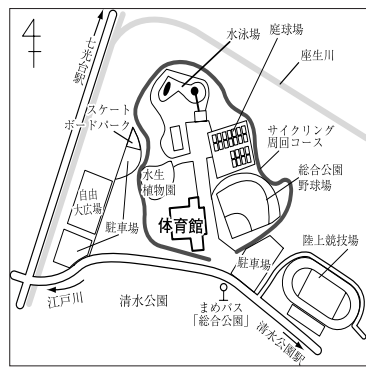 水泳場
庭球場
座生川
七光台駅
スケート
ボードパーク
サイクリング
周回コース
総合公園
野球場
水生
植物園
自由
大広場
体育館
駐車場
陸上競技場
駐車場
江戸川
清水公園
まめバス
「総合公園」
清水公園駅